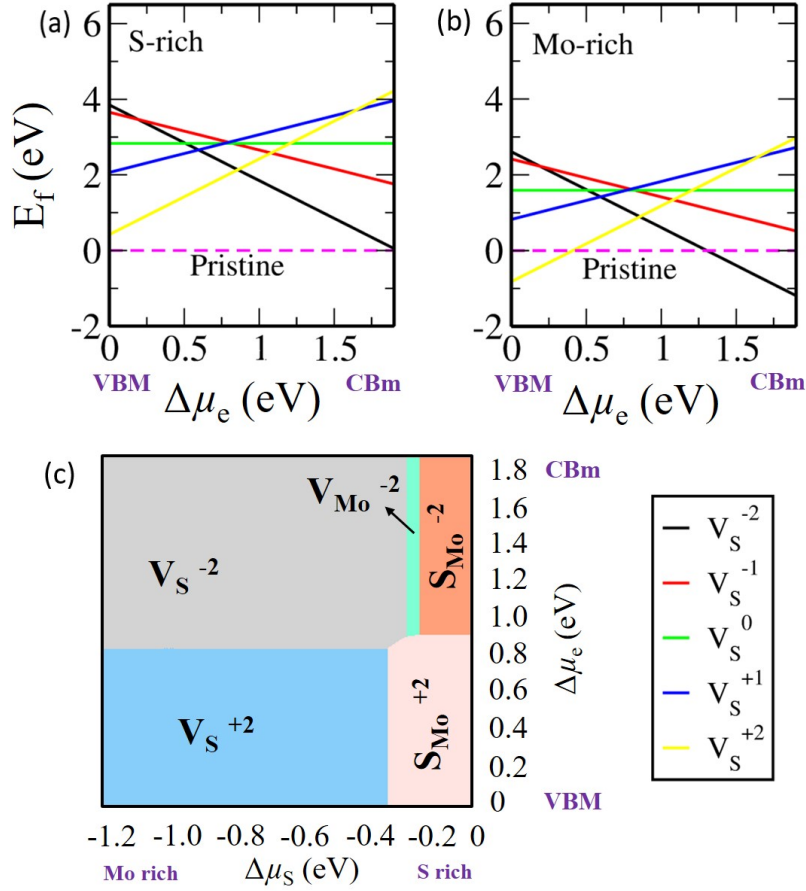 (a)
S-rich
6
4
2
0
-2
E_f (eV)
Pristine
0 0.5 1 1.5
VBM CBm
Δμ_e (eV)
(b)
Mo-rich
6
4
2
0
-2
Pristine
0 0.5 1 1.5
VBM CBm
Δμ_e (eV)
(c)
V_Mo^-2
V_S^-2
S_Mo^-2
V_S^+2
S_Mo^+2
1.8 CBm
1.6
1.4
1.2
1.0
0.8
0.6
0.4
0.2
0 VBM
Δμ_e (eV)
-1.2 -1.0 -0.8 -0.6 -0.4 -0.2 0
Mo rich Δμ_S (eV) S rich
V_S^-2
V_S^-1
V_S^0
V_S^+1
V_S^+2